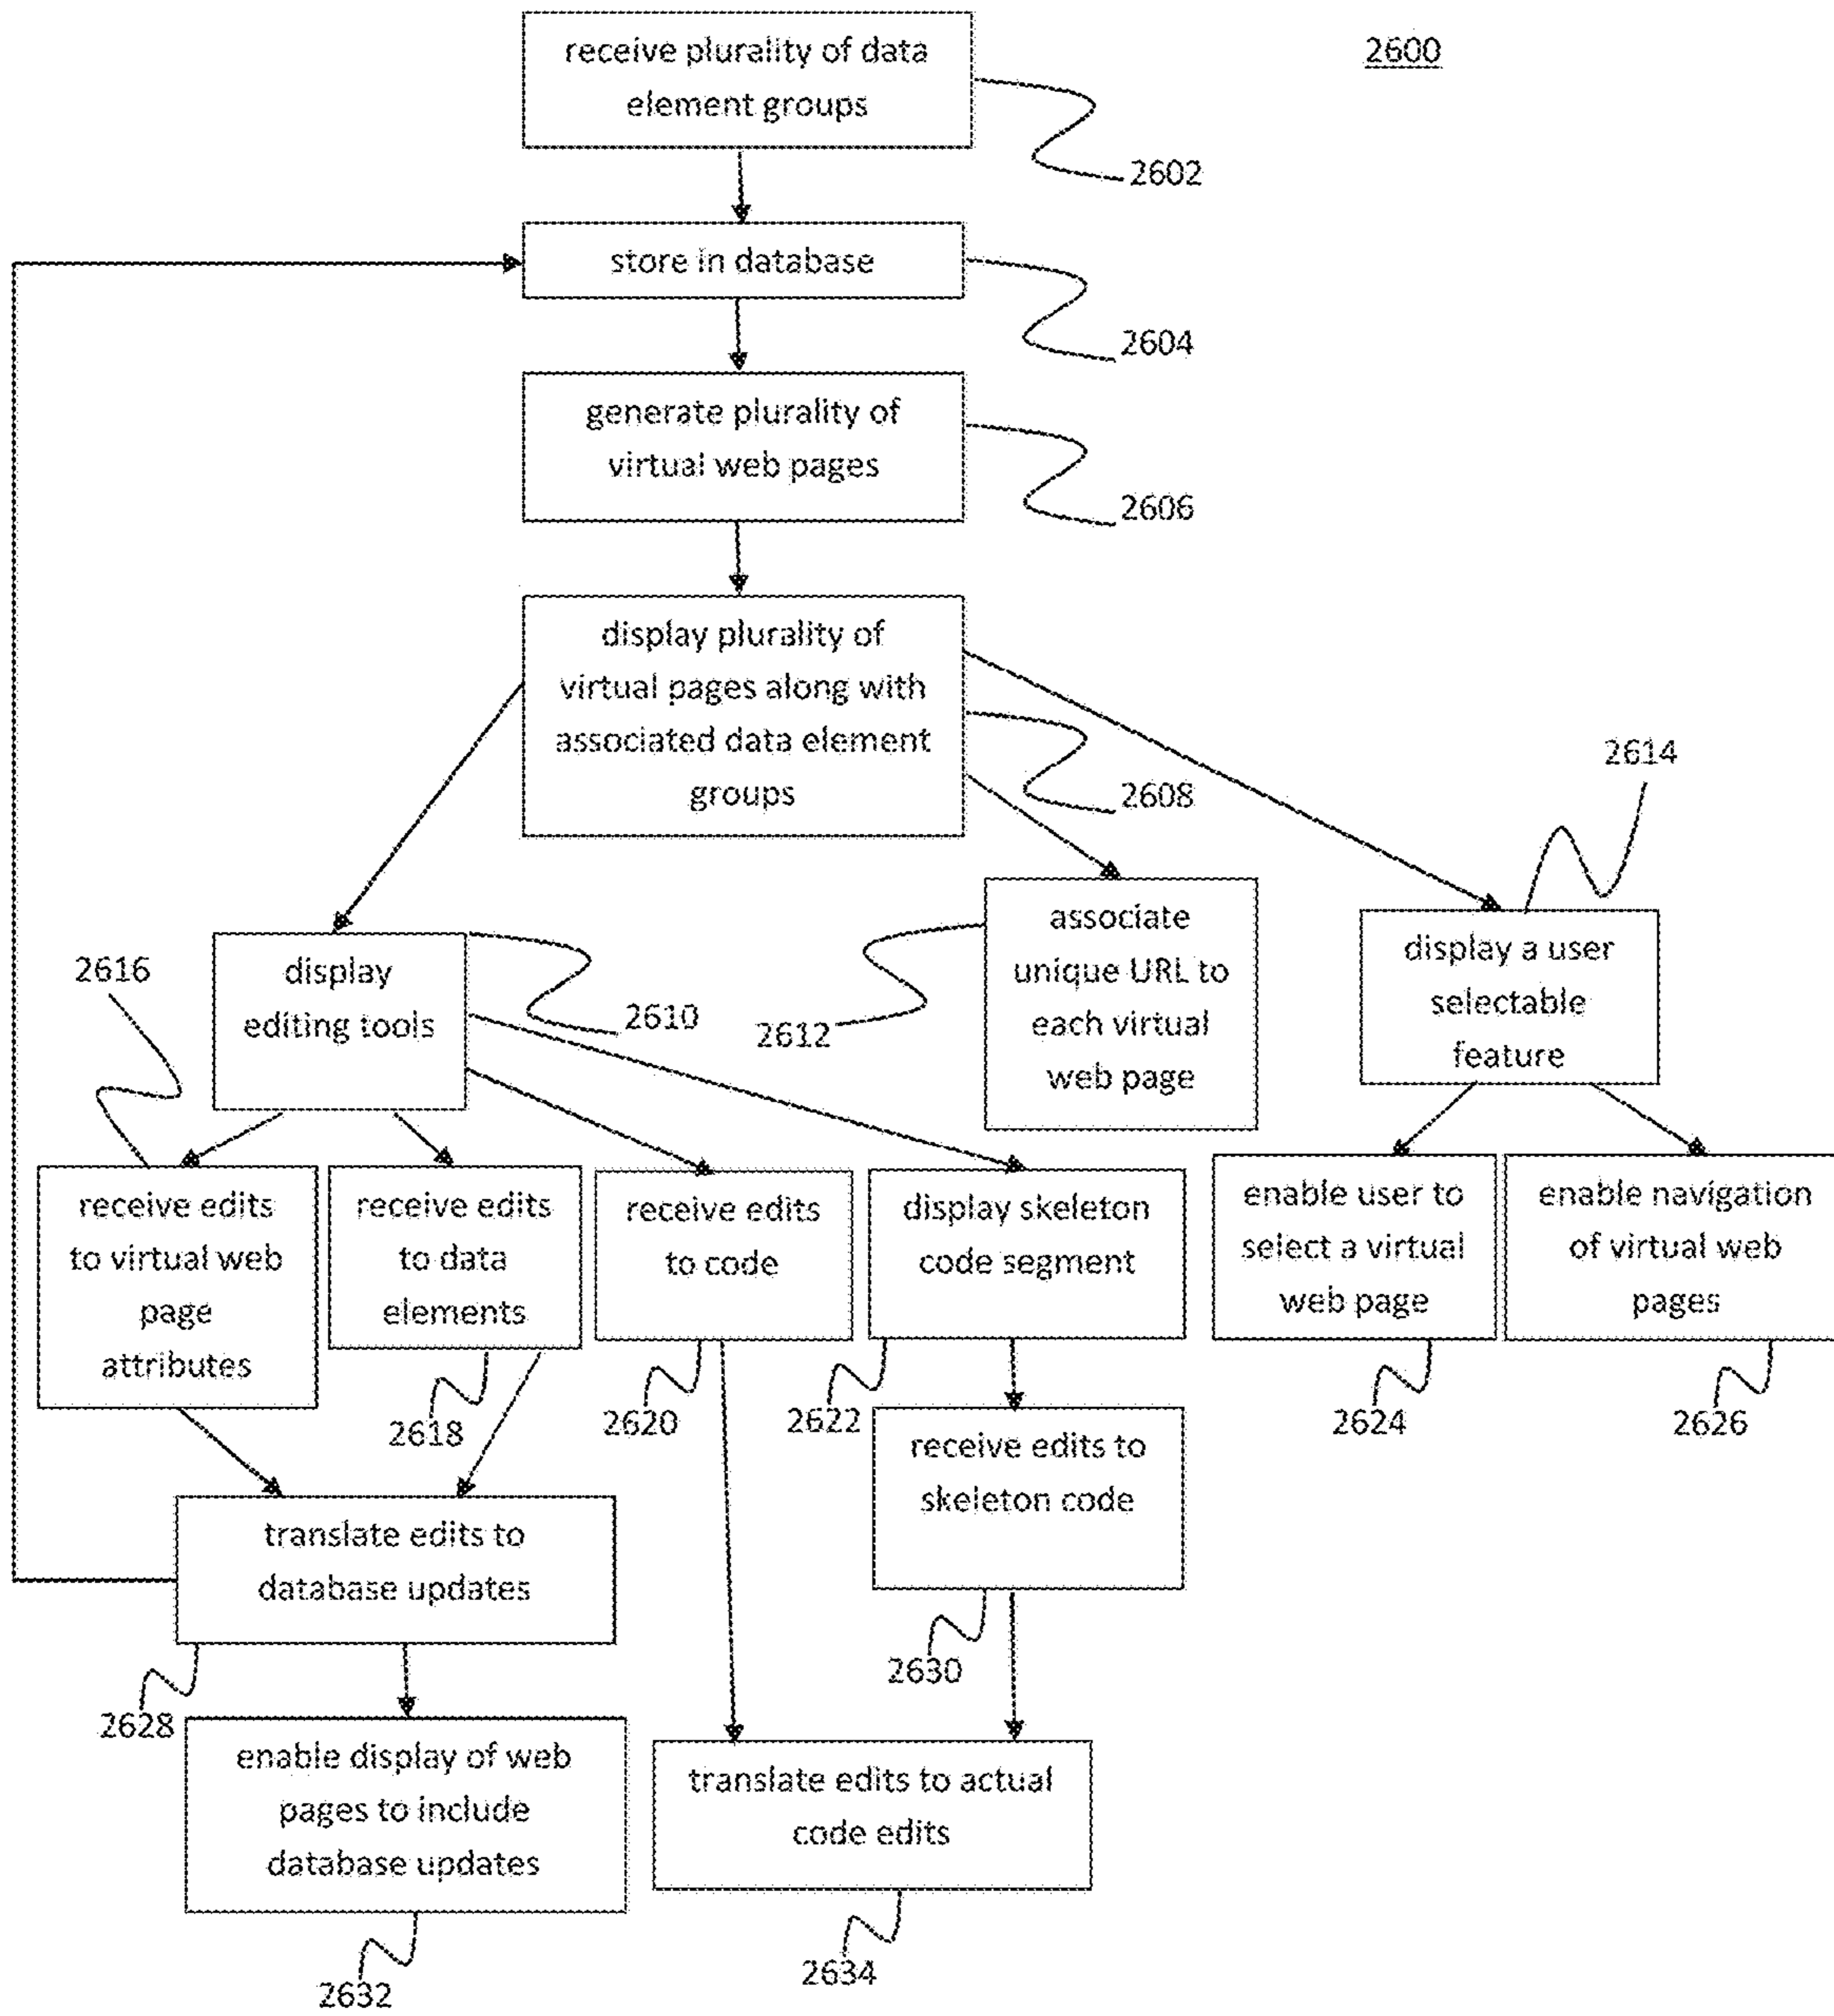 receive plurality of data
element groups
2600
2602
store in database
2604
generate plurality of
virtual web pages
2606
display plurality of
virtual pages along with
associated data element
groups
2608
2614
associate
unique URL to
each virtual
web page
2612
display a user
selectable
feature
2616
display
editing tools
2610
receive edits
to virtual web
page
attributes
receive edits
to data
elements
2618
receive edits
to code
2620
display skeleton
code segment
2622
enable user to
select a virtual
web page
2624
enable navigation
of virtual web
pages
2626
receive edits to
skeleton code
2630
translate edits to
database updates
2628
enable display of web
pages to include
database updates
2632
translate edits to actual
code edits
2634